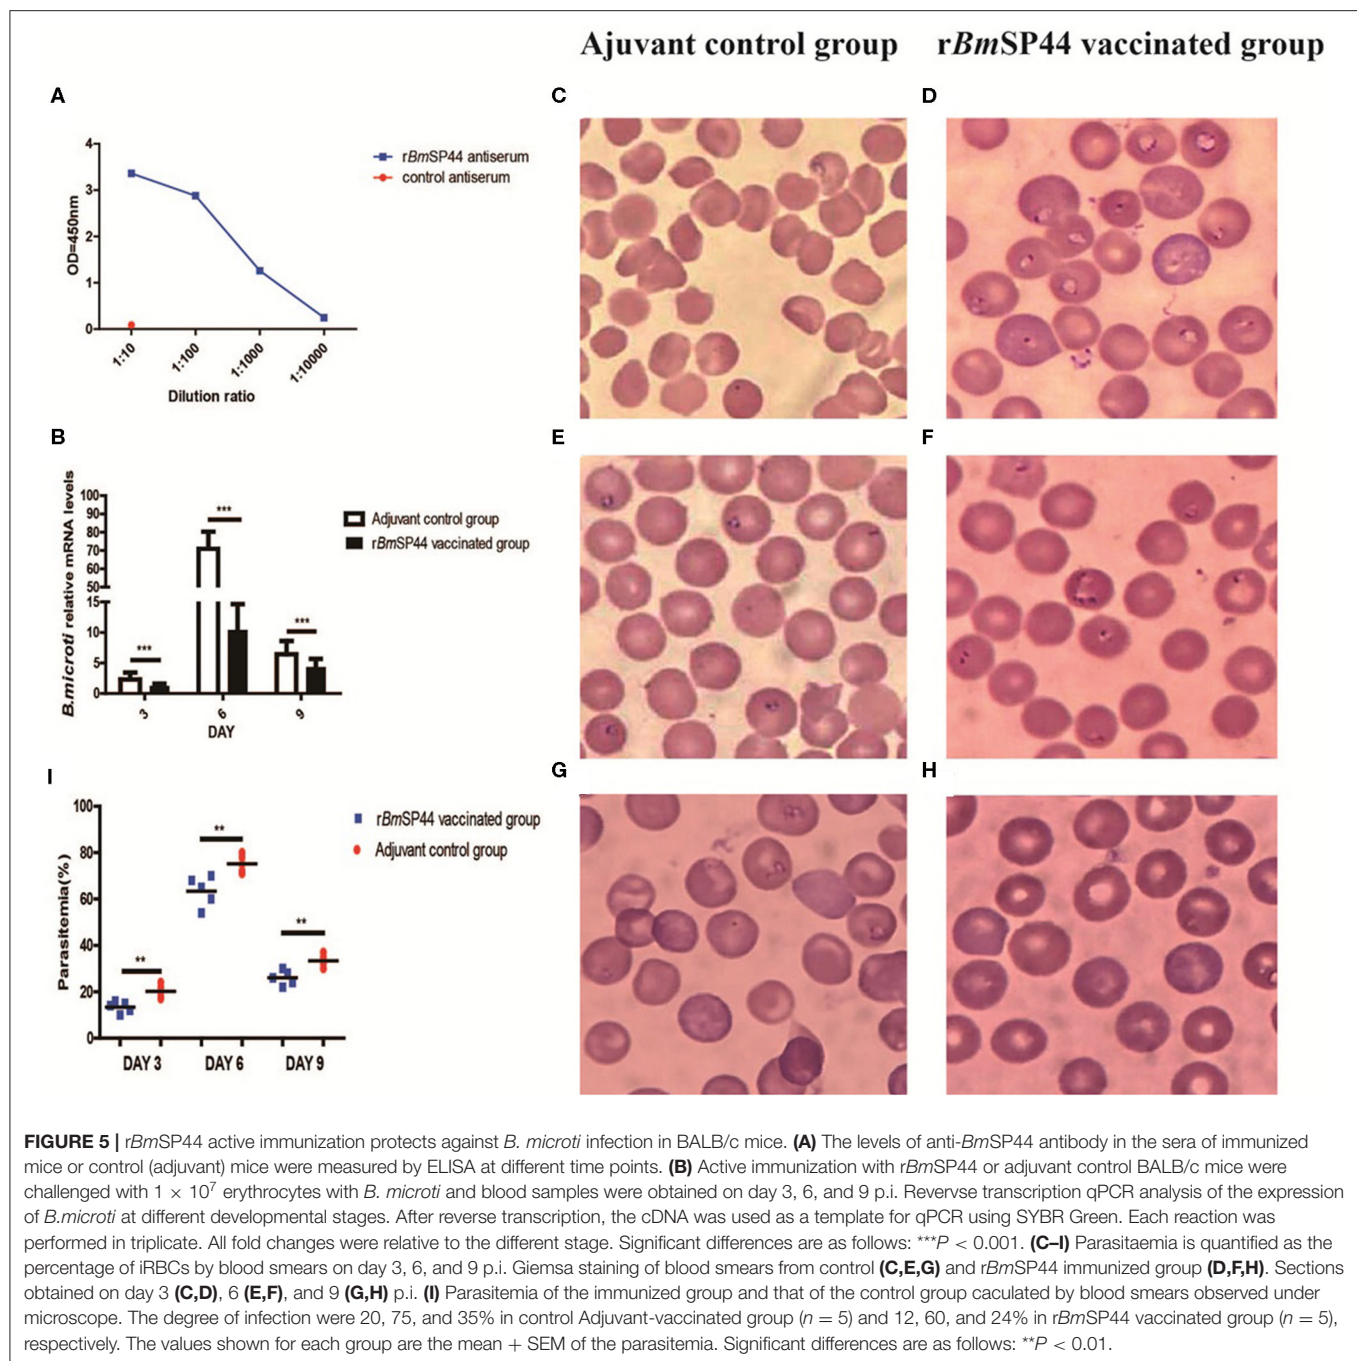 Ajuvant control group
rBmSP44 vaccinated group
A
4
3
2
1
0
OD=450nm
1:10
1:100
1:1000
1:10000
Dilution ratio
rBmSP44 antiserum
control antiserum
B
B.microti relative mRNA levels
100
90
80
70
60
50
15
10
5
0
***
***
***
3
6
9
DAY
Adjuvant control group
rBmSP44 vaccinated group
I
Parasitemia(%)
100
80
60
40
20
0
**
**
**
DAY 3
DAY 6
DAY 9
rBmSP44 vaccinated group
Adjuvant control group
C
D
E
F
G
H
FIGURE 5 | rBmSP44 active immunization protects against B. microti infection in BALB/c mice. (A) The levels of anti-BmSP44 antibody in the sera of immunized
mice or control (adjuvant) mice were measured by ELISA at different time points. (B) Active immunization with rBmSP44 or adjuvant control BALB/c mice were
challenged with 1 × 10⁷ erythrocytes with B. microti and blood samples were obtained on day 3, 6, and 9 p.i. Revervse transcription qPCR analysis of the expression
of B.microti at different developmental stages. After reverse transcription, the cDNA was used as a template for qPCR using SYBR Green. Each reaction was
performed in triplicate. All fold changes were relative to the different stage. Significant differences are as follows: ***P < 0.001. (C–I) Parasitaemia is quantified as the
percentage of iRBCs by blood smears on day 3, 6, and 9 p.i. Giemsa staining of blood smears from control (C,E,G) and rBmSP44 immunized group (D,F,H). Sections
obtained on day 3 (C,D), 6 (E,F), and 9 (G,H) p.i. (I) Parasitemia of the immunized group and that of the control group caculated by blood smears observed under
microscope. The degree of infection were 20, 75, and 35% in control Adjuvant-vaccinated group (n = 5) and 12, 60, and 24% in rBmSP44 vaccinated group (n = 5),
respectively. The values shown for each group are the mean + SEM of the parasitemia. Significant differences are as follows: **P < 0.01.